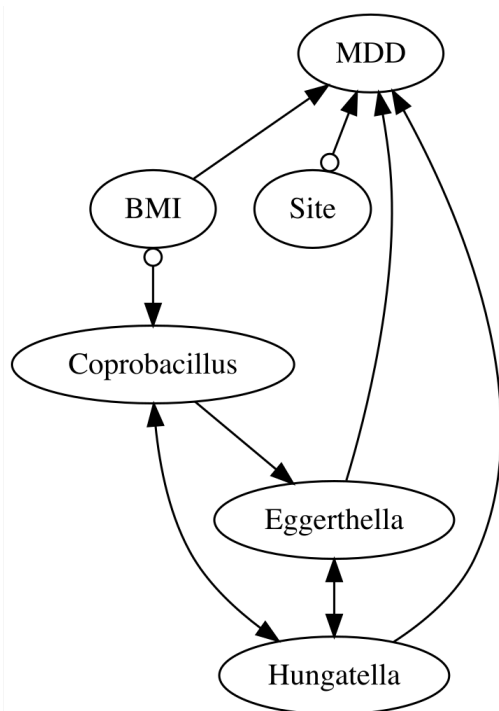 MDD
BMI
Site
Coprobacillus
Eggerthella
Hungatella